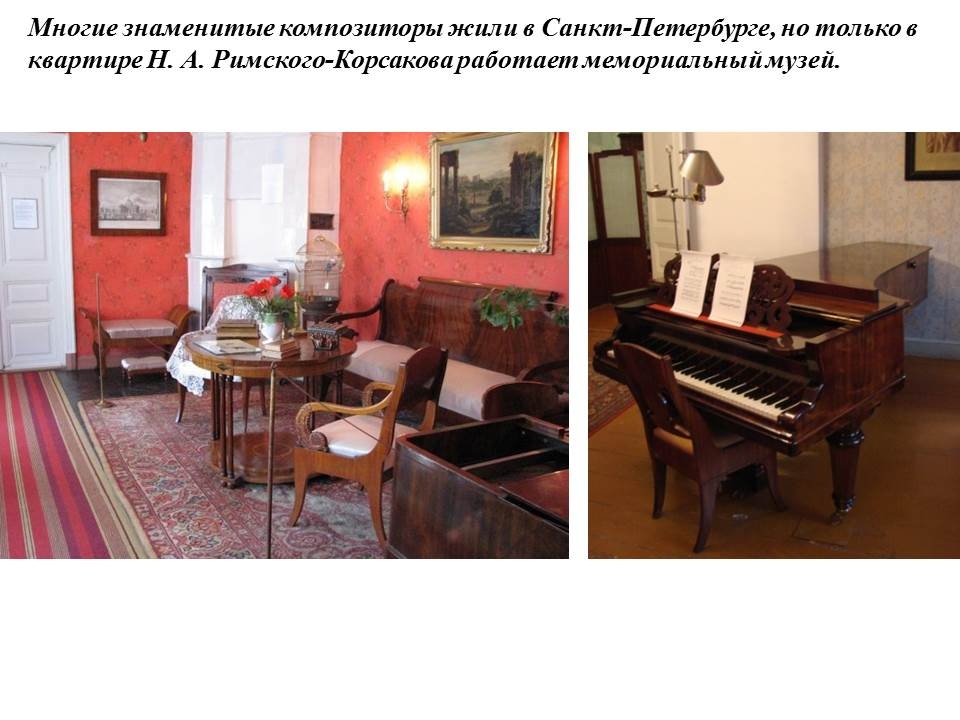 Многие знаменитые композиторы жили в Санкт-Петербурге, но только в
квартире Н. А. Римского-Корсакова работает мемориальный музей.